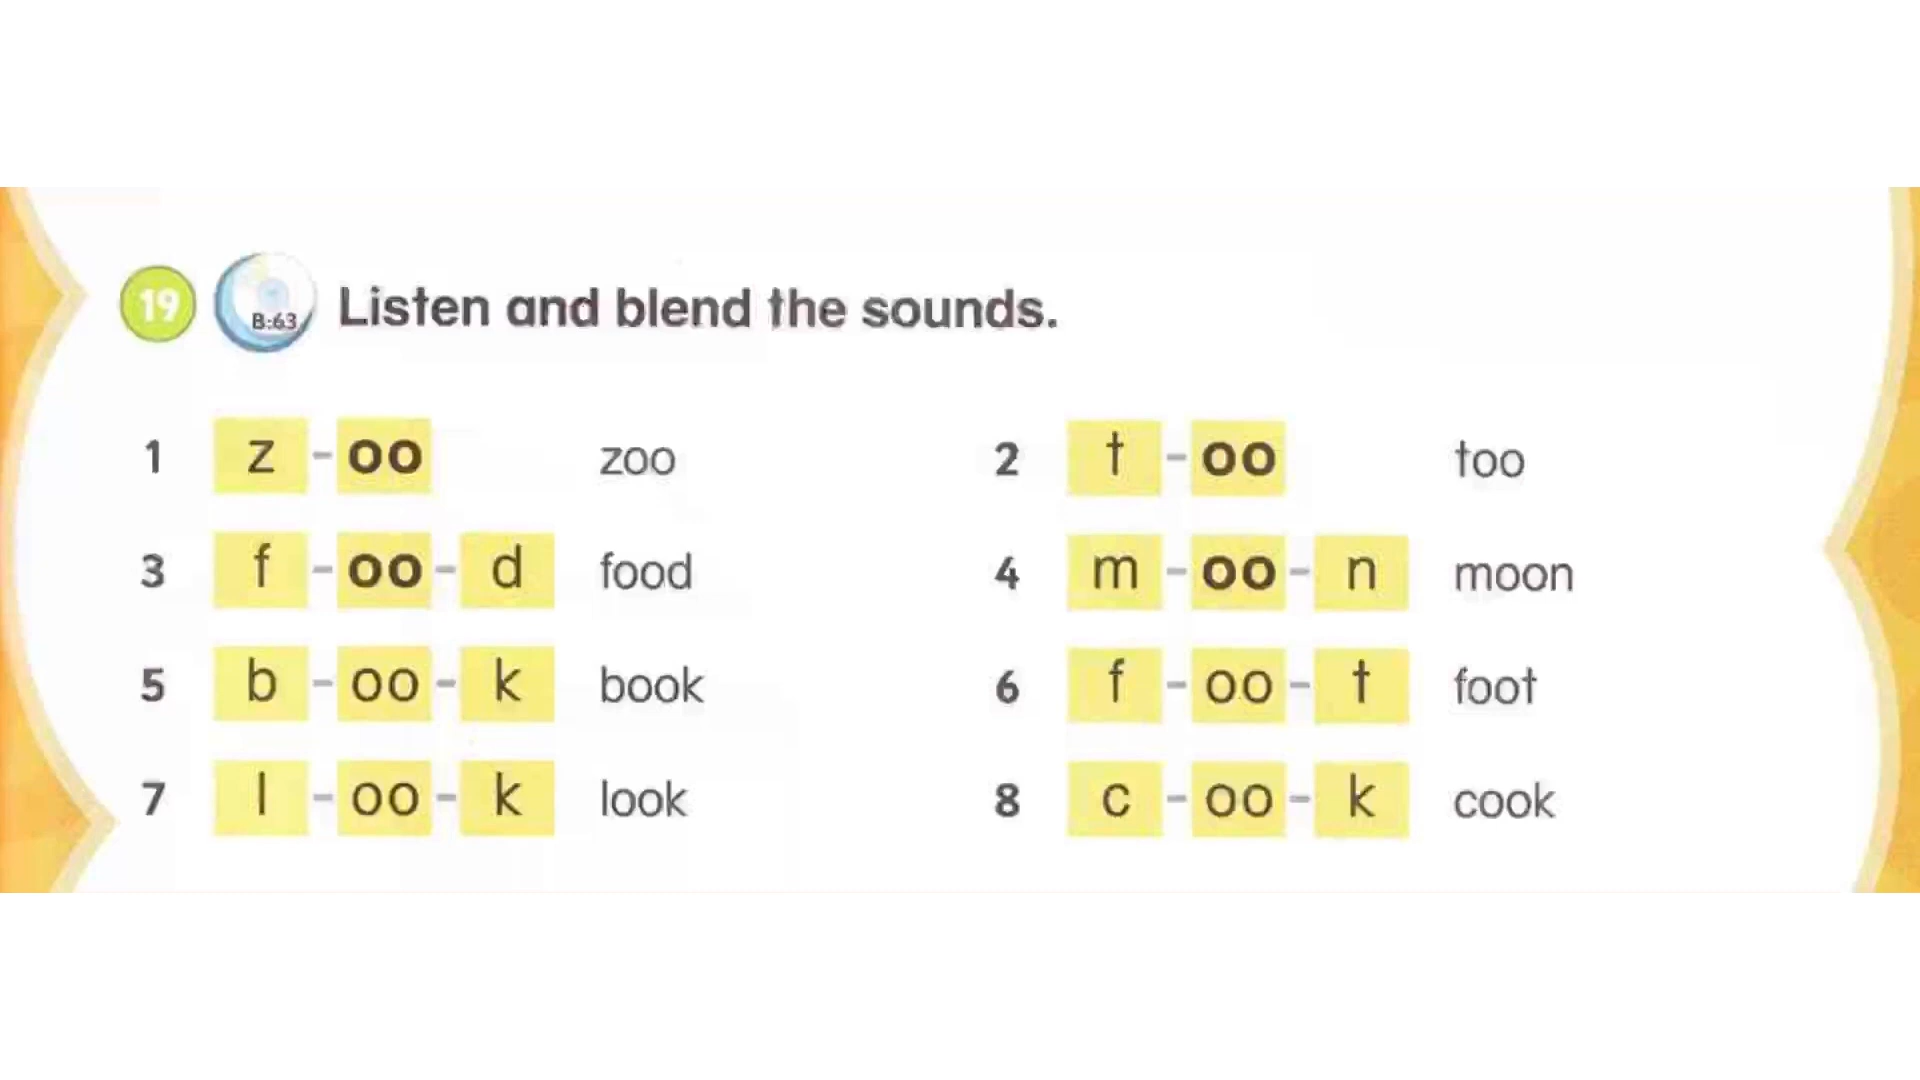 19 B:63 Listen and blend the sounds.
1 z - oo zoo 2 t - oo too
3 f - oo - d food 4 m - oo - n moon
5 b - oo - k book 6 f - oo - t foot
7 l - oo - k look 8 c - oo - k cook